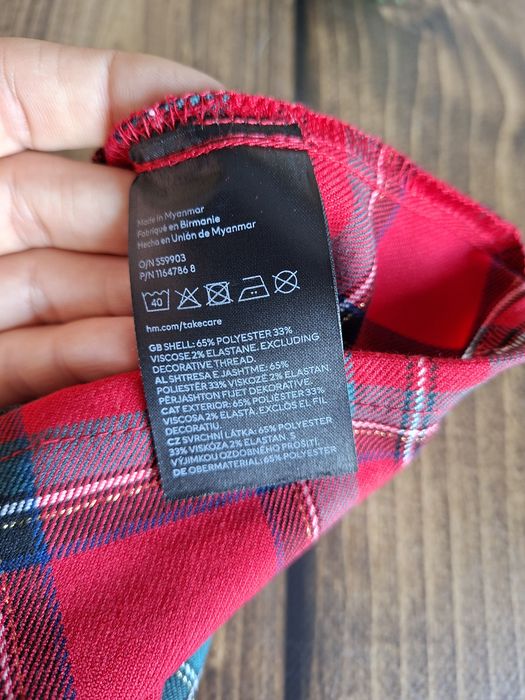 Made in Myanmar
Fabriqué en Birmanie
Hecho en Unión de Myanmar
O/N 559903
P/N 1164786 8
40
hm.com/takecare
GB SHELL: 65% POLYESTER 33%
VISCOSE 2% ELASTANE. EXCLUDING
DECORATIVE THREAD.
AL SHTRESA E JASHTME: 65%
POLIESTËR 33% VISKOZË 2% ELASTAN
PËRJASHTON FIJET DEKORATIVE
CAT EXTERIOR: 65% POLIÈSTER 33%
VISCOSA 2% ELASTÀ. EXCLÒS EL FIL
DECORATIU.
CZ SVRCHNÍ LÁTKA: 65% POLYESTER
33% VISKÓZA 2% ELASTAN. S
VÝJIMKOU OZDOBNÉHO PROŠITÍ.
DE OBERMATERIAL: 65% POLYESTER